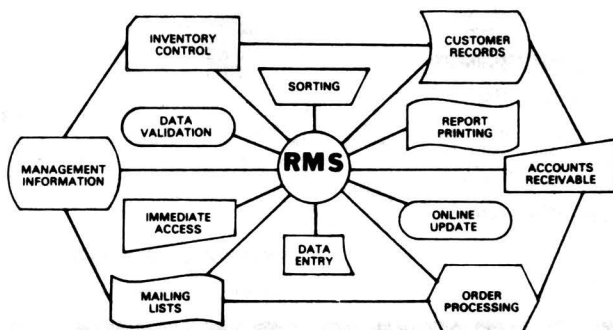 INVENTORY
CONTROL
CUSTOMER
RECORDS
SORTING
DATA
VALIDATION
REPORT
PRINTING
RMS
MANAGEMENT
INFORMATION
ACCOUNTS
RECEIVABLE
IMMEDIATE
ACCESS
ONLINE
UPDATE
DATA
ENTRY
MAILING
LISTS
ORDER
PROCESSING